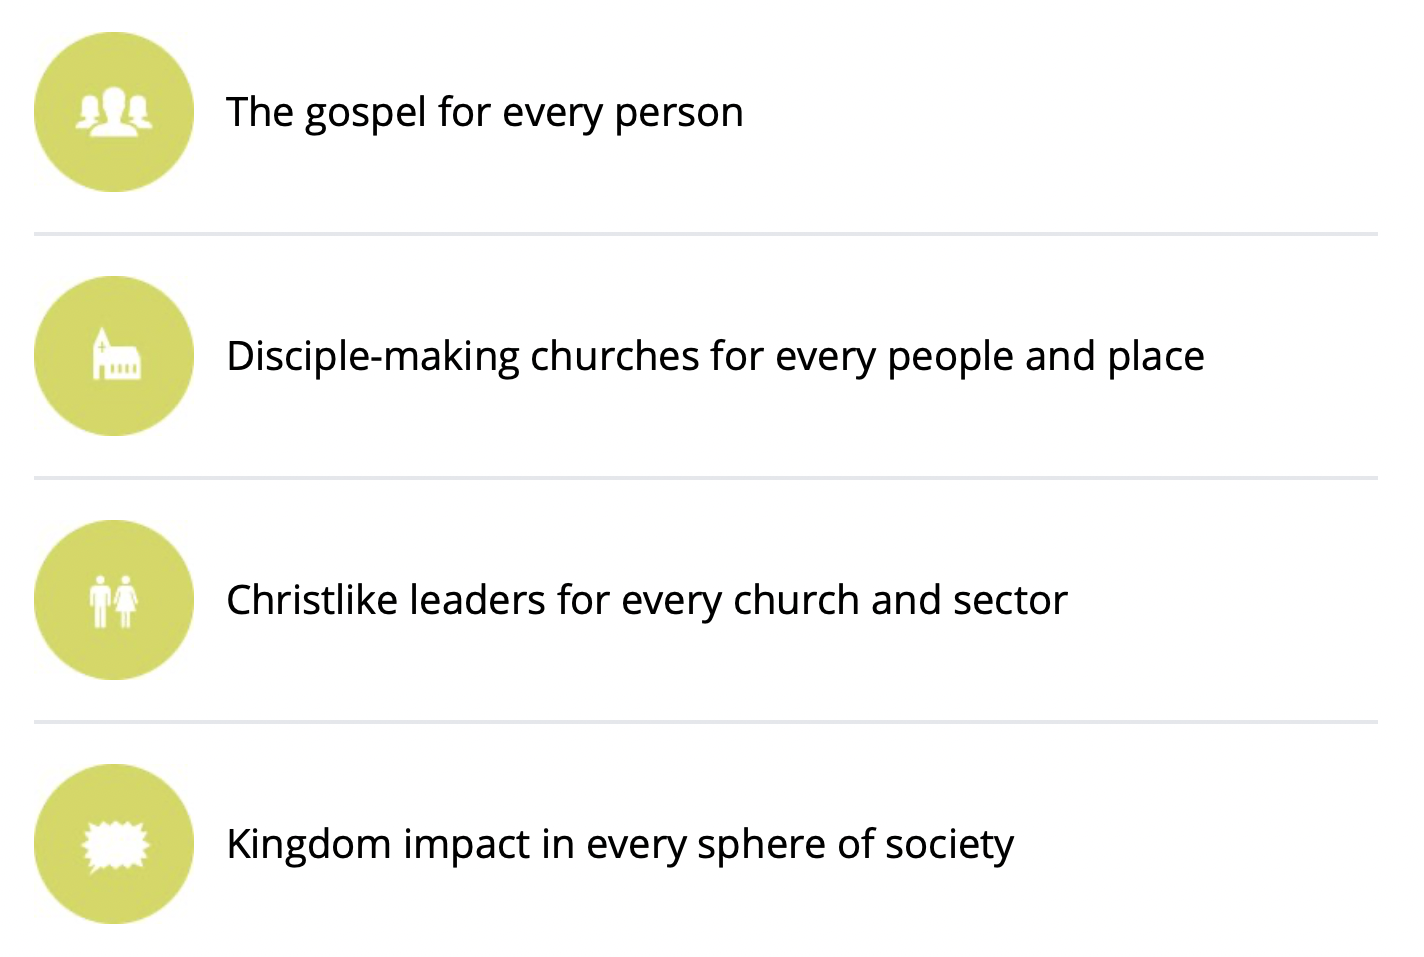 The gospel for every person
Disciple-making churches for every people and place
Christlike leaders for every church and sector
Kingdom impact in every sphere of society